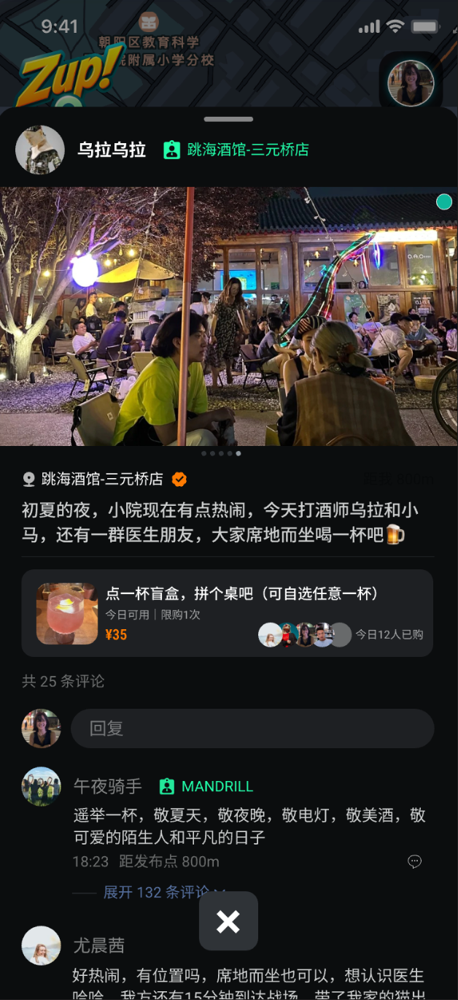 9:41
朝阳区教育科学
院附属小学分校
Zup!
乌拉乌拉
跳海酒馆-三元桥店
跳海酒馆-三元桥店
距我 800m
初夏的夜，小院现在有点热闹，今天打酒师乌拉和小
马，还有一群医生朋友，大家席地而坐喝一杯吧🍺
点一杯盲盒，拼个桌吧（可自选任意一杯）
今日可用｜限购1次
¥35
今日12人已购
共 25 条评论
回复
午夜骑手
MANDRILL
遥举一杯，敬夏天，敬夜晚，敬电灯，敬美酒，敬
可爱的陌生人和平凡的日子
18:23 距发布点 800m
展开 132 条评论
尤晨茜
好热闹，有位置吗，席地而坐也可以，想认识医生
哈哈，我方还有15分钟到达战场，带了我家的猫出